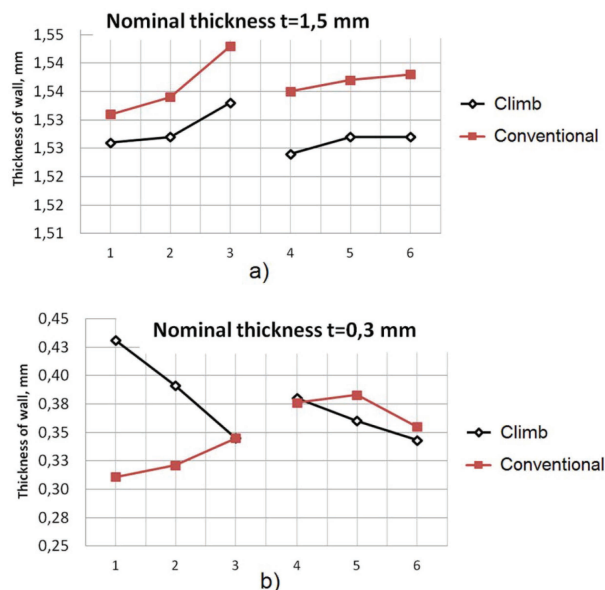 Nominal thickness t=1,5 mm
Thickness of wall, mm
1,55
1,54
1,54
1,53
1,53
1,52
1,52
1,51
1 2 3 4 5 6
Climb
Conventional
a)
Nominal thickness t=0,3 mm
Thickness of wall, mm
0,45
0,43
0,40
0,38
0,35
0,33
0,30
0,28
0,25
1 2 3 4 5 6
Climb
Conventional
b)